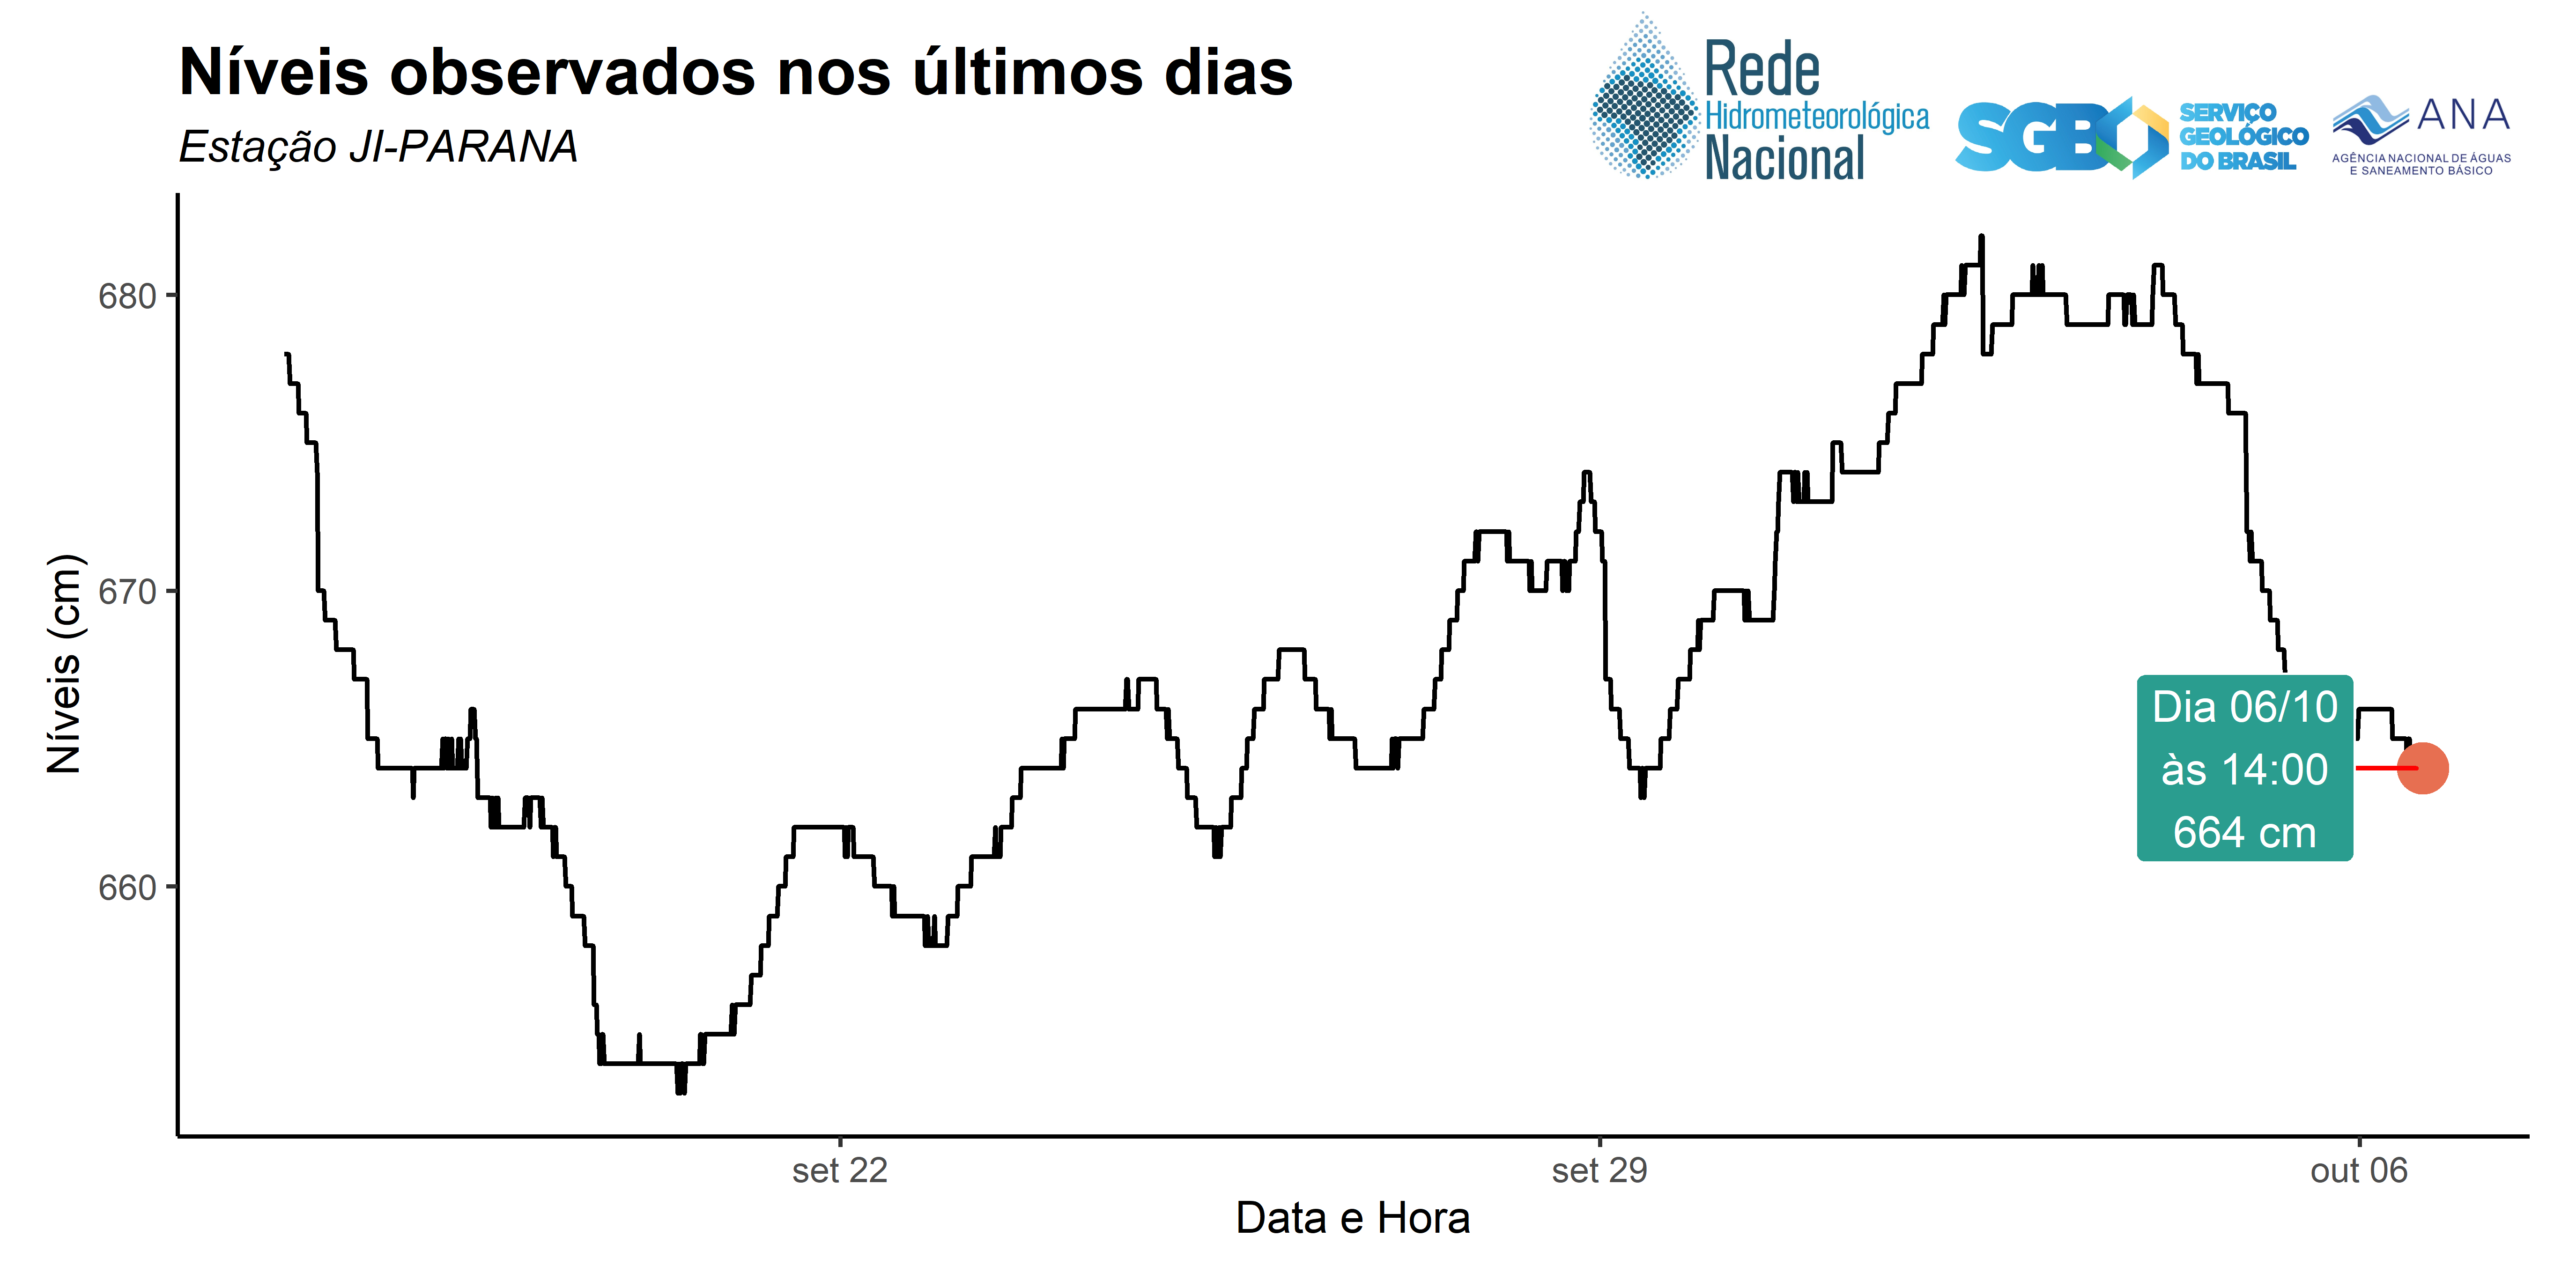 Níveis observados nos últimos dias
Estação JI-PARANA
Rede
Hidrometeorológica
Nacional
SGB
SERVIÇO
GEOLÓGICO
DO BRASIL
ANA
AGÊNCIA NACIONAL DE ÁGUAS
E SANEAMENTO BÁSICO
Níveis (cm)
680
670
660
Dia 06/10
às 14:00
664 cm
set 22
set 29
out 06
Data e Hora